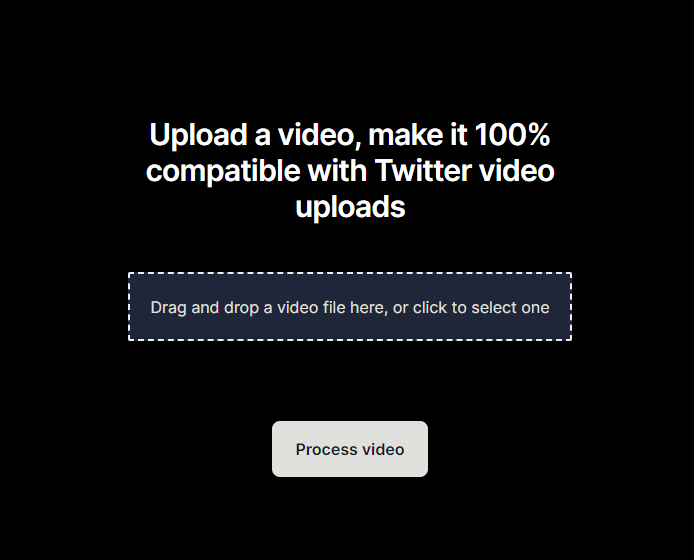 Upload a video, make it 100%
compatible with Twitter video
uploads
Drag and drop a video file here, or click to select one
Process video